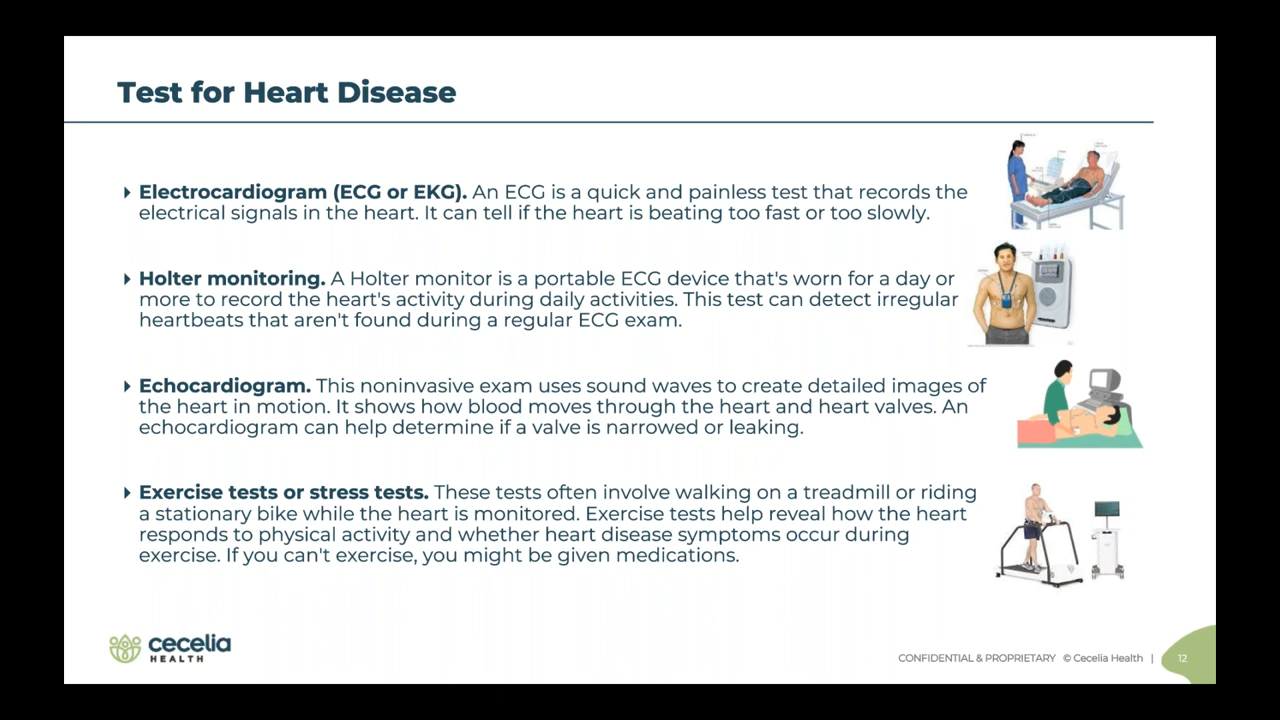 Test for Heart Disease
Electrocardiogram (ECG or EKG). An ECG is a quick and painless test that records the
electrical signals in the heart. It can tell if the heart is beating too fast or too slowly.
Holter monitoring. A Holter monitor is a portable ECG device that's worn for a day or
more to record the heart's activity during daily activities. This test can detect irregular
heartbeats that aren't found during a regular ECG exam.
Echocardiogram. This noninvasive exam uses sound waves to create detailed images of
the heart in motion. It shows how blood moves through the heart and heart valves. An
echocardiogram can help determine if a valve is narrowed or leaking.
Exercise tests or stress tests. These tests often involve walking on a treadmill or riding
a stationary bike while the heart is monitored. Exercise tests help reveal how the heart
responds to physical activity and whether heart disease symptoms occur during
exercise. If you can't exercise, you might be given medications.
cecelia
HEALTH
CONFIDENTIAL & PROPRIETARY © Cecelia Health | 12